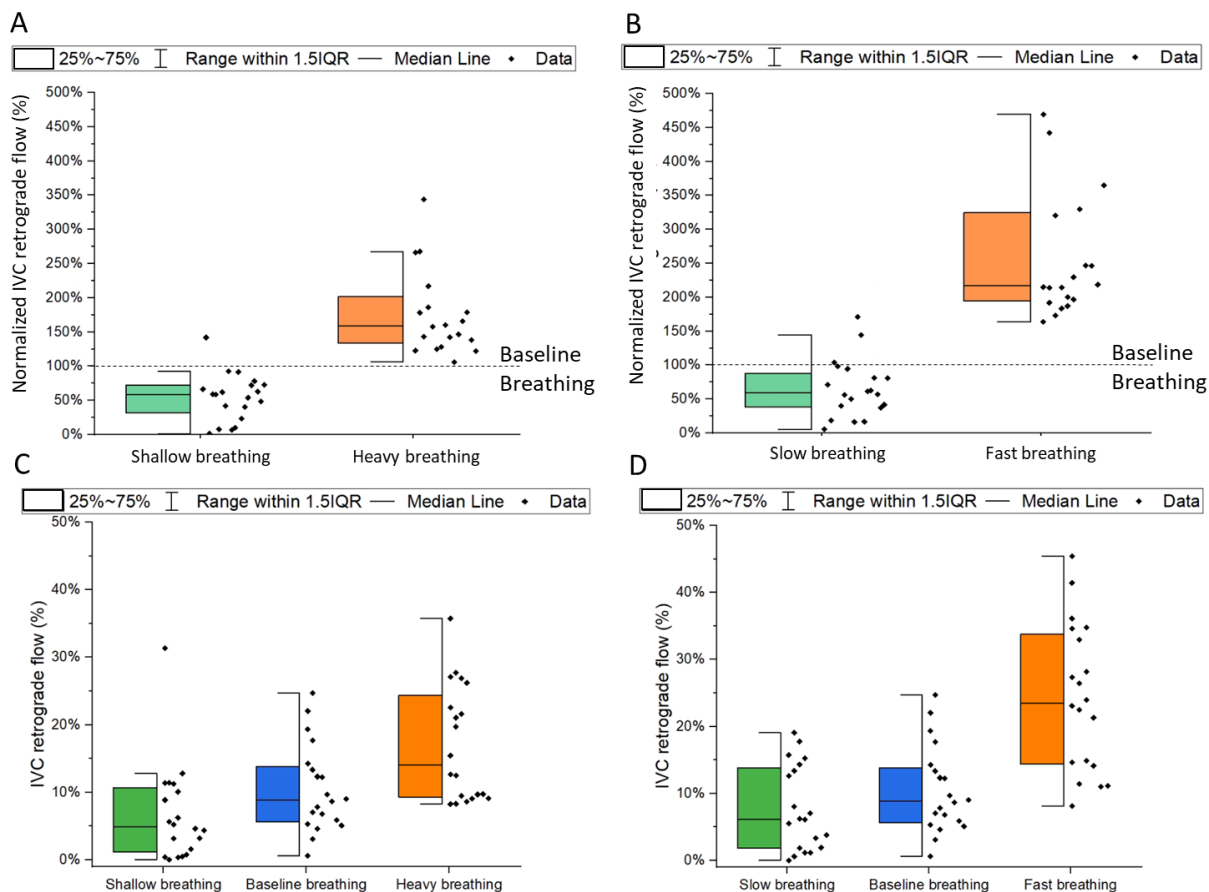 A
25%~75% Range within 1.5IQR Median Line Data
Normalized IVC retrograde flow (%)
500%
450%
400%
350%
300%
250%
200%
150%
100%
50%
0%
Baseline
Breathing
Shallow breathing Heavy breathing
B
25%~75% Range within 1.5IQR Median Line Data
Normalized IVC retrograde flow (%)
500%
450%
400%
350%
300%
250%
200%
150%
100%
50%
0%
Baseline
Breathing
Slow breathing Fast breathing
C
25%~75% Range within 1.5IQR Median Line Data
IVC retrograde flow (%)
50%
40%
30%
20%
10%
0%
Shallow breathing Baseline breathing Heavy breathing
D
25%~75% Range within 1.5IQR Median Line Data
IVC retrograde flow (%)
50%
40%
30%
20%
10%
0%
Slow breathing Baseline breathing Fast breathing